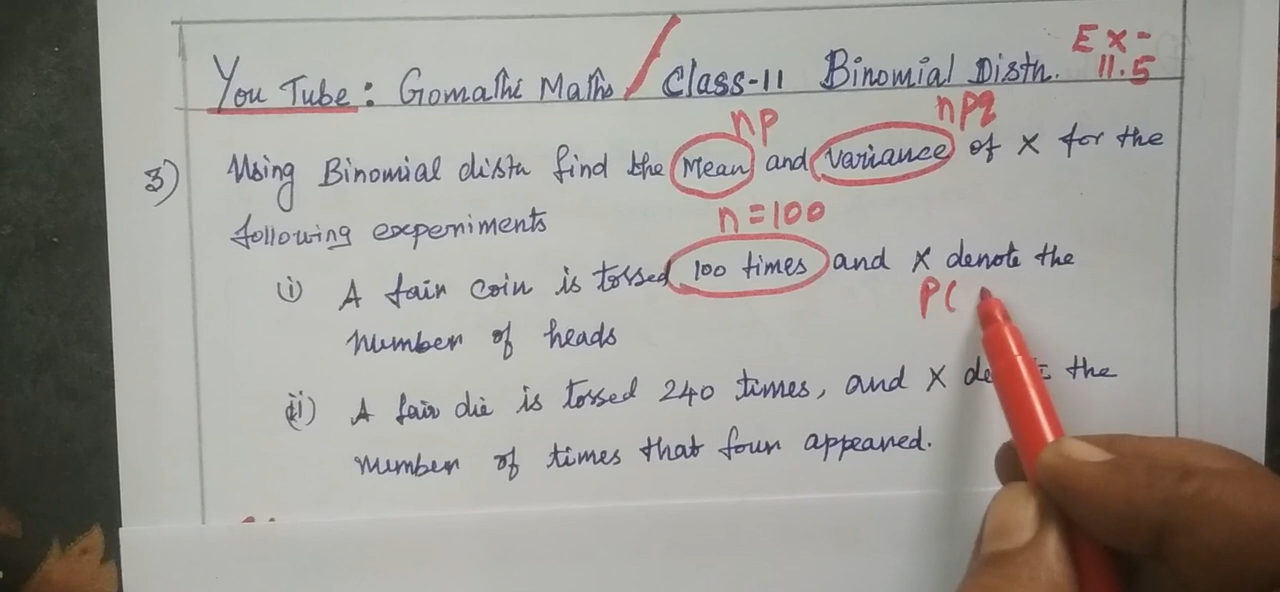 You Tube: Gomathi Maths / Class-11 Binomial Distn. Ex- 11.5
np npq
3) Using Binomial distn find the Mean and variance of X for the
following experiments
n=100
(i) A fair coin is tossed 100 times and X denote the
P(
number of heads
(ii) A fair die is tossed 240 times, and X the
number of times that four appeared.